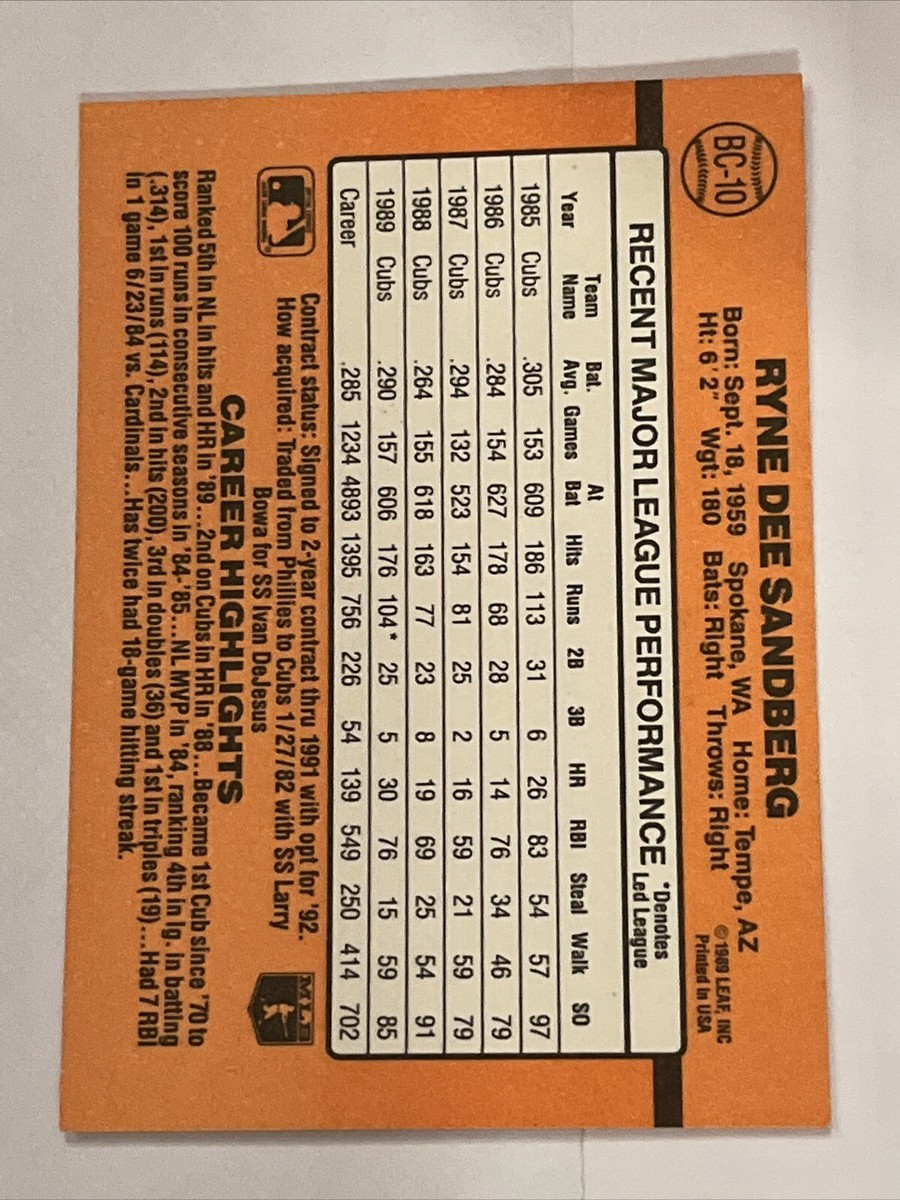 BC-10
RYNE DEE SANDBERG
Born: Sept. 18, 1959 Spokane, WA Home: Tempe, AZ
Ht: 6'2" Wgt: 180 Bats: Right Throws: Right
©1989 LEAF, INC
Printed in USA
RECENT MAJOR LEAGUE PERFORMANCE
*Denotes
Led League
Year Team Name Bat. Avg. Games At Bat Hits Runs 2B 3B HR RBI Steal Walk SO
1985 Cubs .305 153 609 186 113 31 6 26 83 54 57 97
1986 Cubs .284 154 627 178 68 28 5 14 76 34 46 79
1987 Cubs .294 132 523 154 81 25 2 16 59 21 59 79
1988 Cubs .264 155 618 163 77 23 8 19 69 25 54 91
1989 Cubs .290 157 606 176 104* 25 5 30 76 15 59 85
Career .285 1234 4893 1395 756 226 54 139 549 250 414 702
Contract status: Signed to 2-year contract thru 1991 with opt for '92.
How acquired: Traded from Phillies to Cubs 1/27/82 with SS Larry
Bowa for SS Ivan DeJesus
MLB
CAREER HIGHLIGHTS
Ranked 5th in NL in hits and HR in '89...2nd on Cubs in HR in '88...Became 1st Cub since '70 to
score 100 runs in consecutive seasons in '84-'85...NL MVP in '84, ranking 4th in lg. in batting
(.314), 1st in runs (114), 2nd in hits (200), 3rd in doubles (36) and 1st in triples (19)...Had 7 RBI
in 1 game 6/23/84 vs. Cardinals...Has twice had 18-game hitting streak.